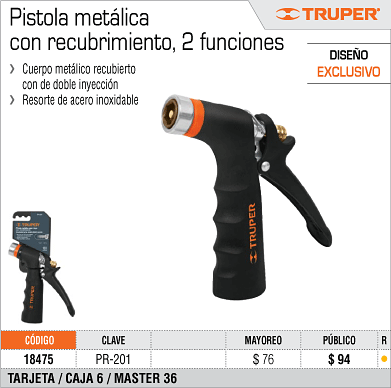 Pistola metálica
con recubrimiento, 2 funciones
TRUPER
DISEÑO
EXCLUSIVO
Cuerpo metálico recubierto
con de doble inyección
Resorte de acero inoxidable
TRUPER
TRUPER
CÓDIGO CLAVE MAYOREO PÚBLICO R
18475 PR-201 $ 76 $ 94
TARJETA / CAJA 6 / MASTER 36